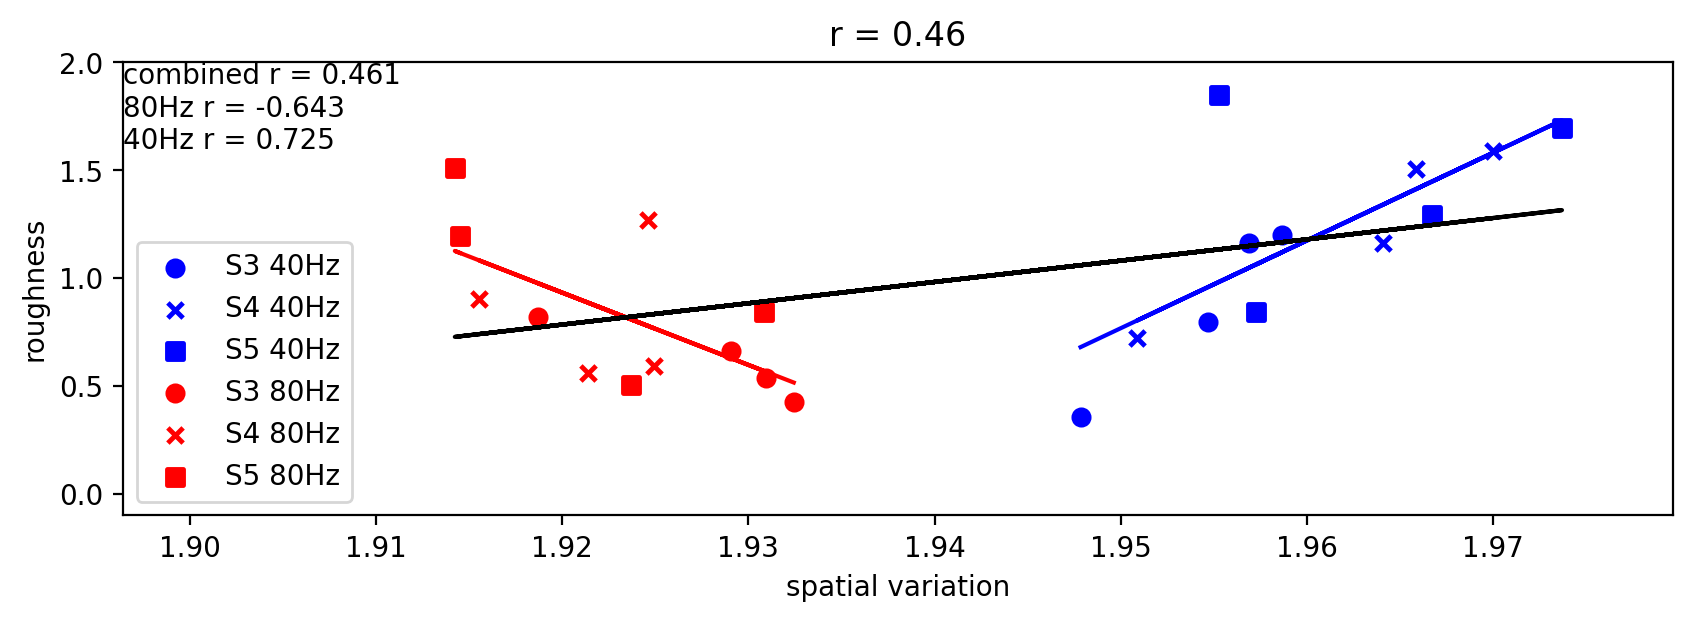 r = 0.46
combined r = 0.461
80Hz r = -0.643
40Hz r = 0.725
2.0
1.5
1.0
0.5
0.0
roughness
S3 40Hz
S4 40Hz
S5 40Hz
S3 80Hz
S4 80Hz
S5 80Hz
1.90 1.91 1.92 1.93 1.94 1.95 1.96 1.97
spatial variation